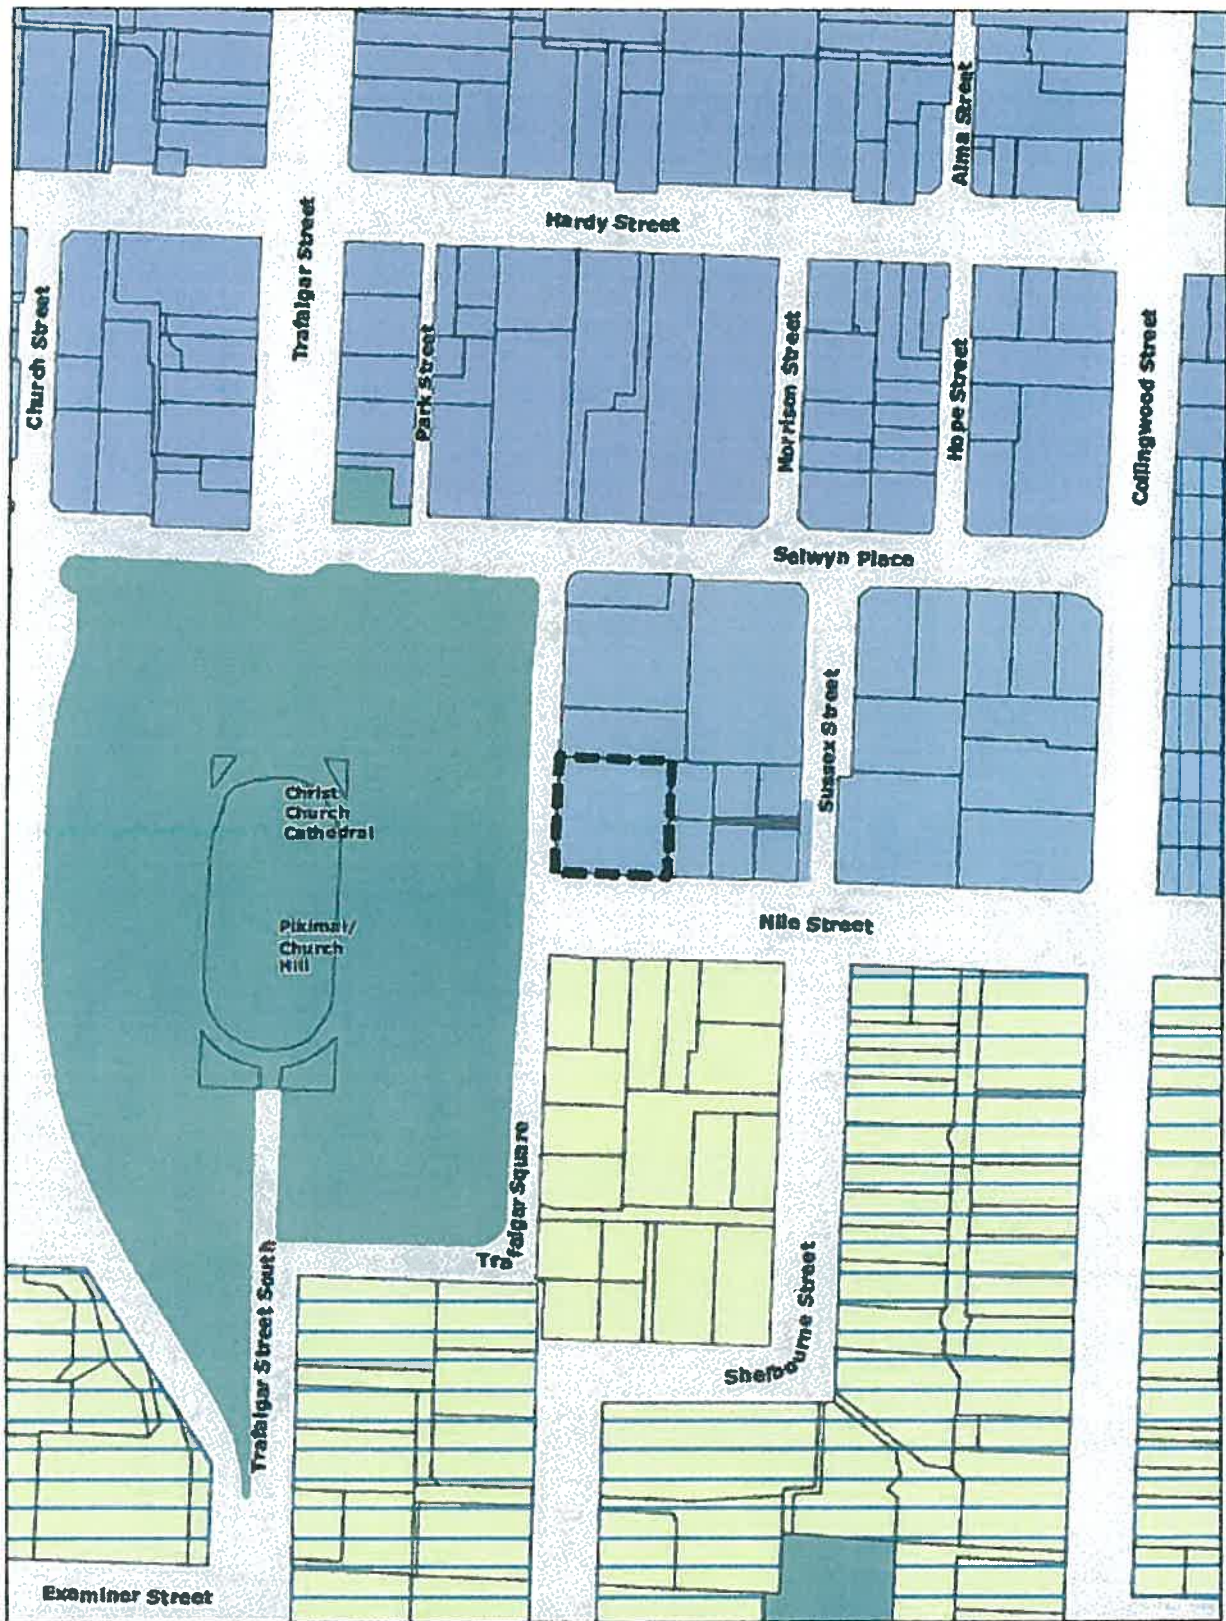 Alma Street
Hardy Street
Trafalgar Street
Church Street
Park Street
Morrison Street
Hope Street
Collingwood Street
Selwyn Place
Sussex Street
Christ
Church
Cathedral
Pikimai/
Church
Hill
Nile Street
Trafalgar Square
Shelbourne Street
Trafalgar Street South
Examiner Street